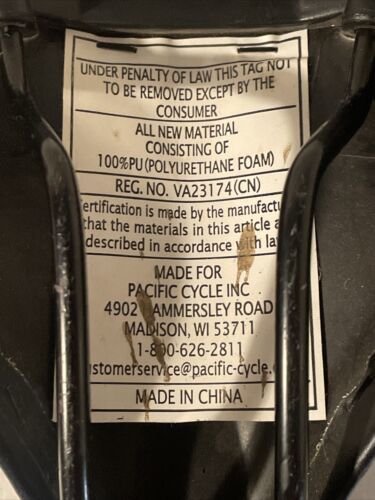 UNDER PENALTY OF LAW THIS TAG NOT
TO BE REMOVED EXCEPT BY THE
CONSUMER
ALL NEW MATERIAL
CONSISTING OF
100%PU(POLYURETHANE FOAM)
REG. NO. VA23174(CN)
ertification is made by the manufactu
that the materials in this article a
described in accordance with la
MADE FOR
PACIFIC CYCLE INC
4902 AMMERSLEY ROAD
MADISON, WI 53711
1-800-626-2811
ustomerservice@pacific-cycle.
MADE IN CHINA